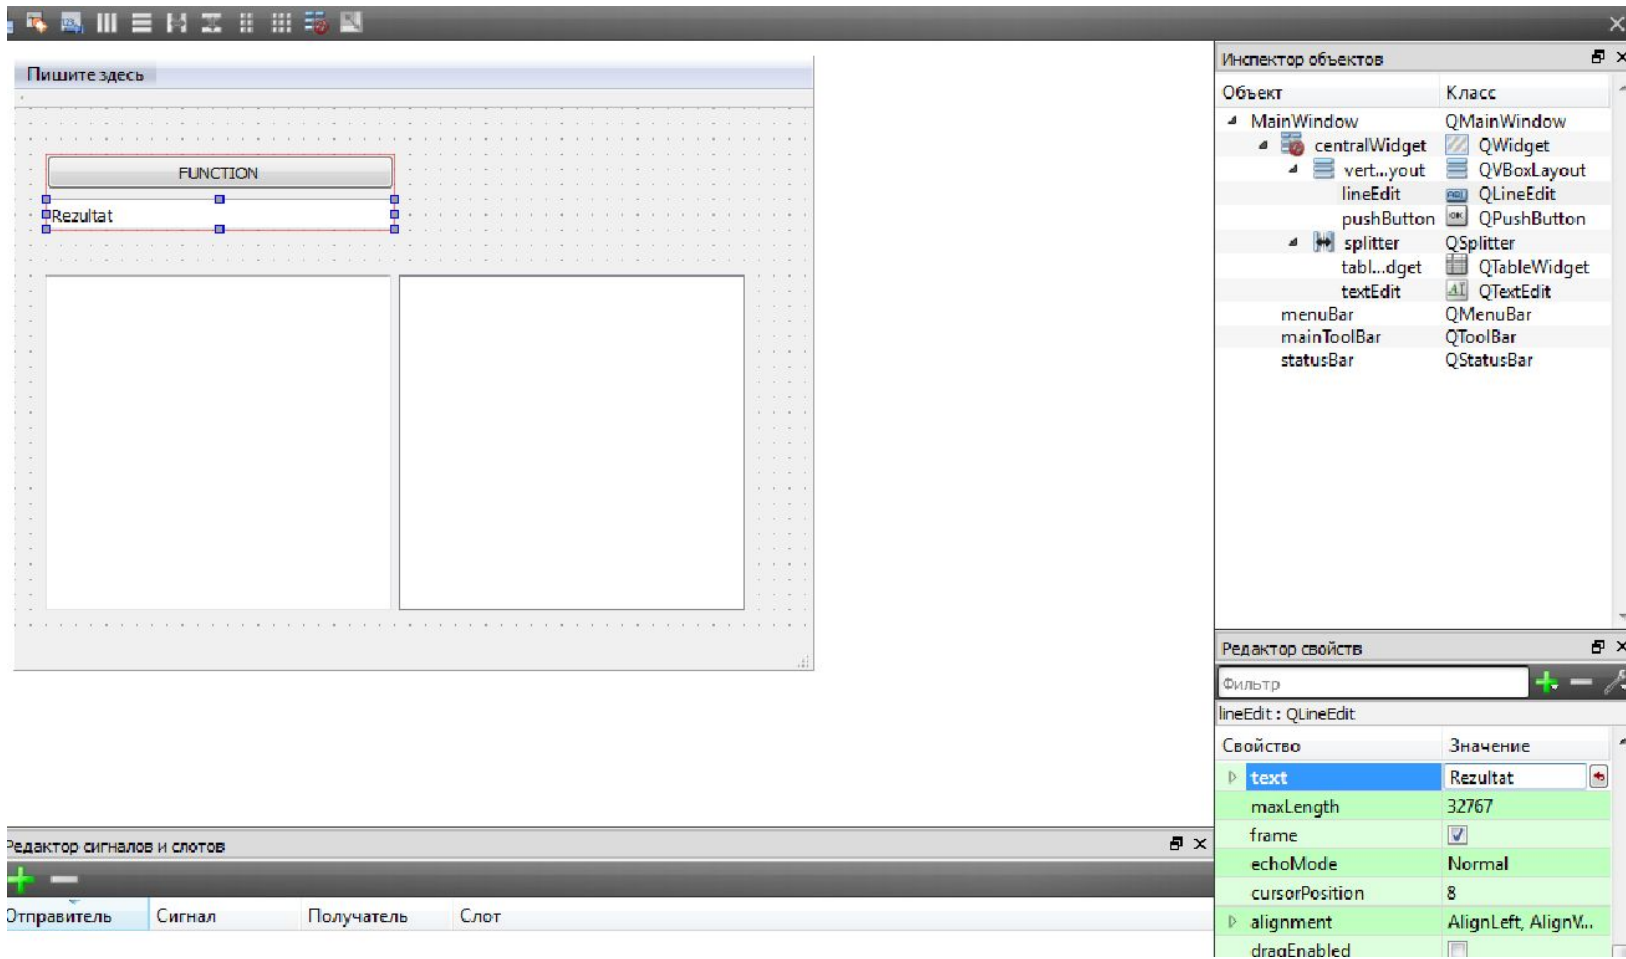 Пишите здесь
FUNCTION
Rezultat
Инспектор объектов
Объект Класс
MainWindow QMainWindow
centralWidget QWidget
vert...yout QVBoxLayout
lineEdit QLineEdit
pushButton QPushButton
splitter QSplitter
tabl...dget QTableWidget
textEdit QTextEdit
menuBar QMenuBar
mainToolBar QToolBar
statusBar QStatusBar
Редактор свойств
Фильтр
lineEdit : QLineEdit
Свойство Значение
text Rezultat
maxLength 32767
frame
echoMode Normal
cursorPosition 8
alignment AlignLeft, AlignV...
dragEnabled
Редактор сигналов и слотов
Отправитель Сигнал Получатель Слот